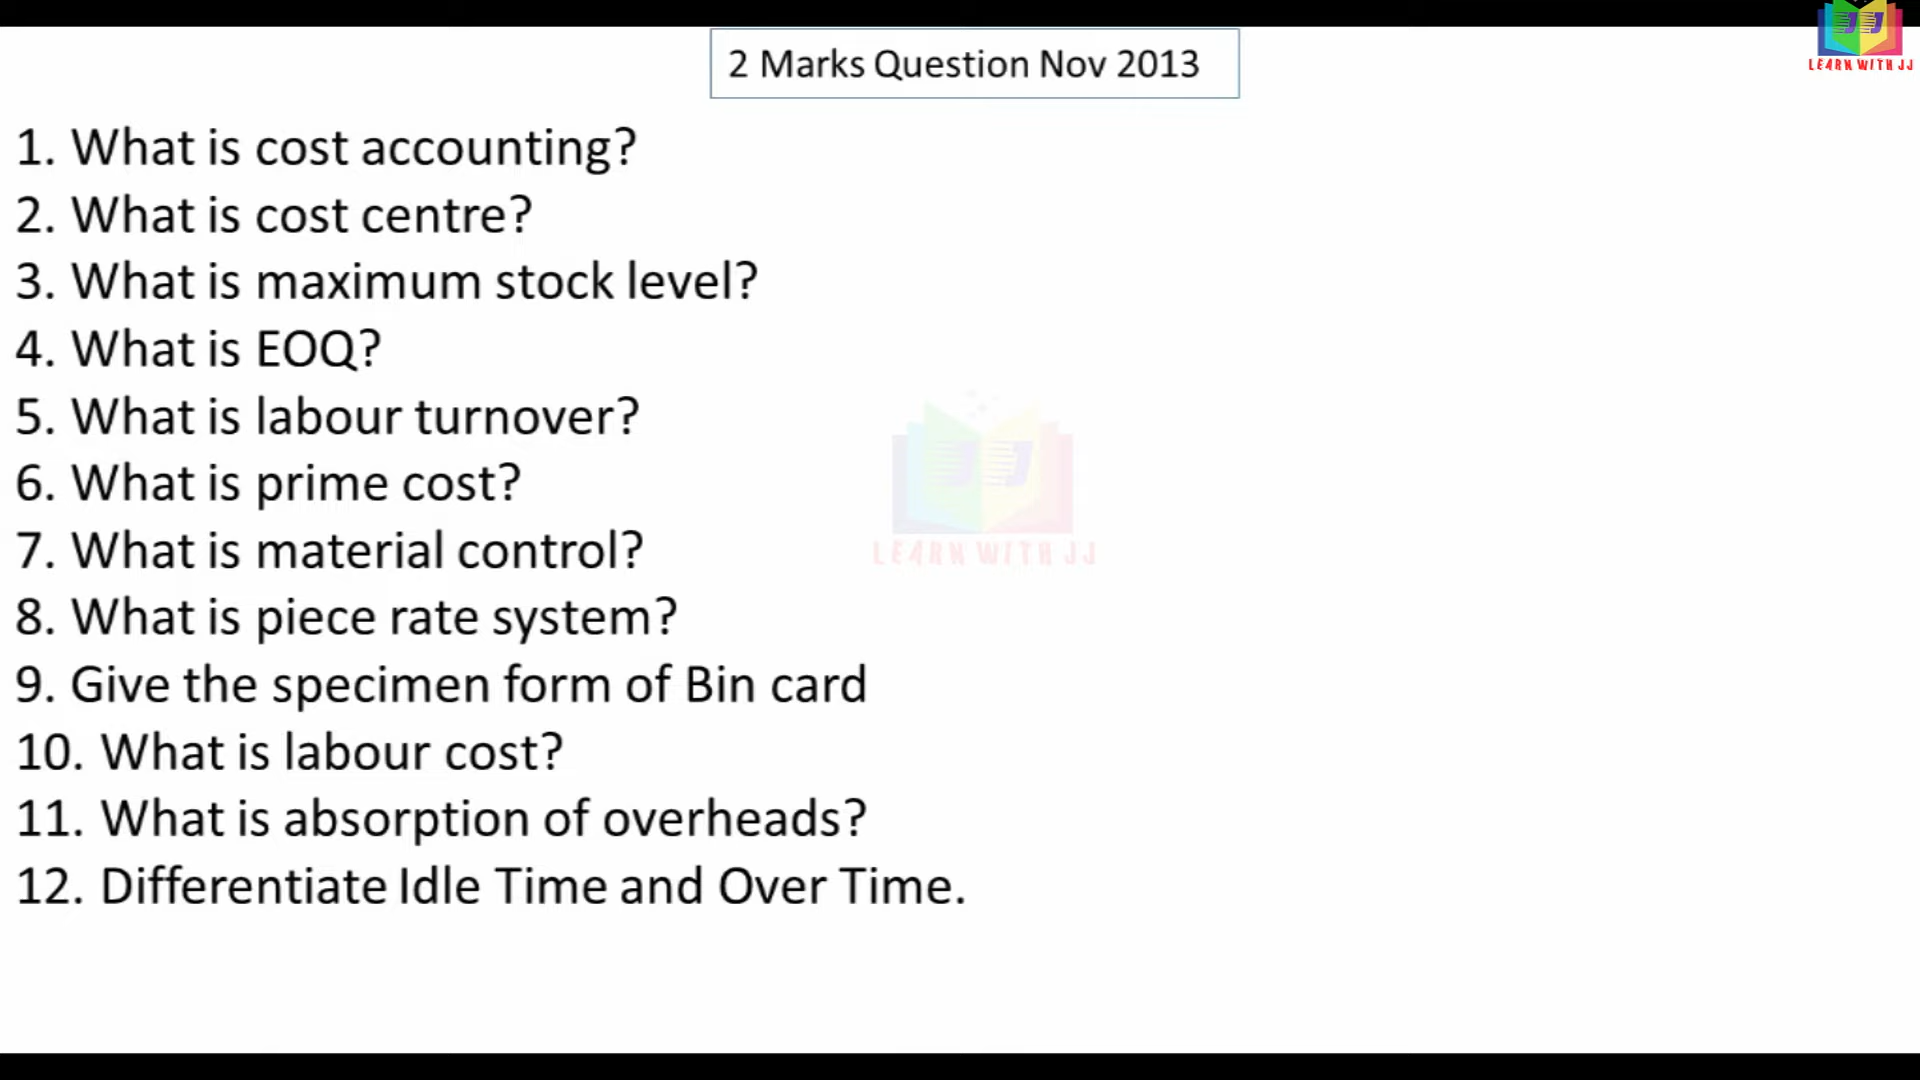 LEARN WITH JJ
2 Marks Question Nov 2013
1. What is cost accounting?
2. What is cost centre?
3. What is maximum stock level?
4. What is EOQ?
5. What is labour turnover?
6. What is prime cost?
7. What is material control?
8. What is piece rate system?
9. Give the specimen form of Bin card
10. What is labour cost?
11. What is absorption of overheads?
12. Differentiate Idle Time and Over Time.
JJ
LEARN WITH JJ